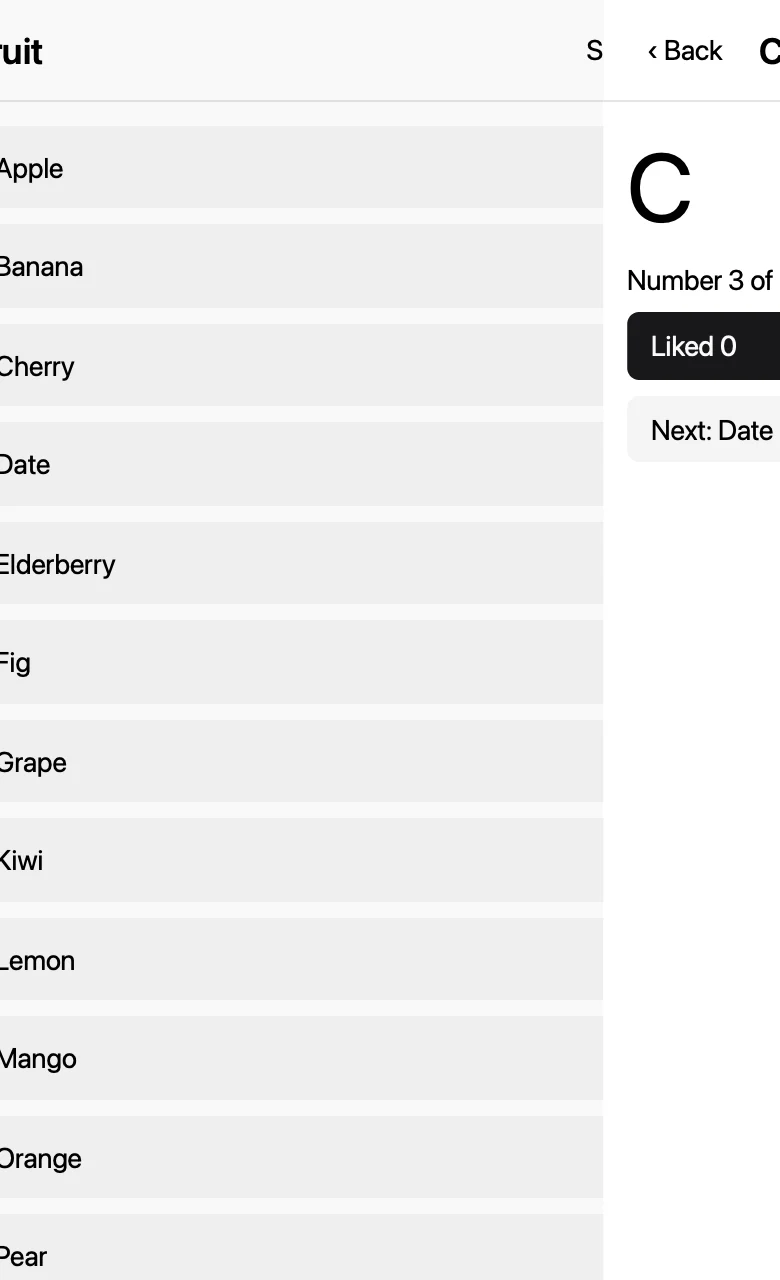 ruit
S
‹ Back
C
Apple
Banana
Cherry
Date
Elderberry
Fig
Grape
Kiwi
Lemon
Mango
Orange
Pear
C
Number 3 of
Liked 0
Next: Date